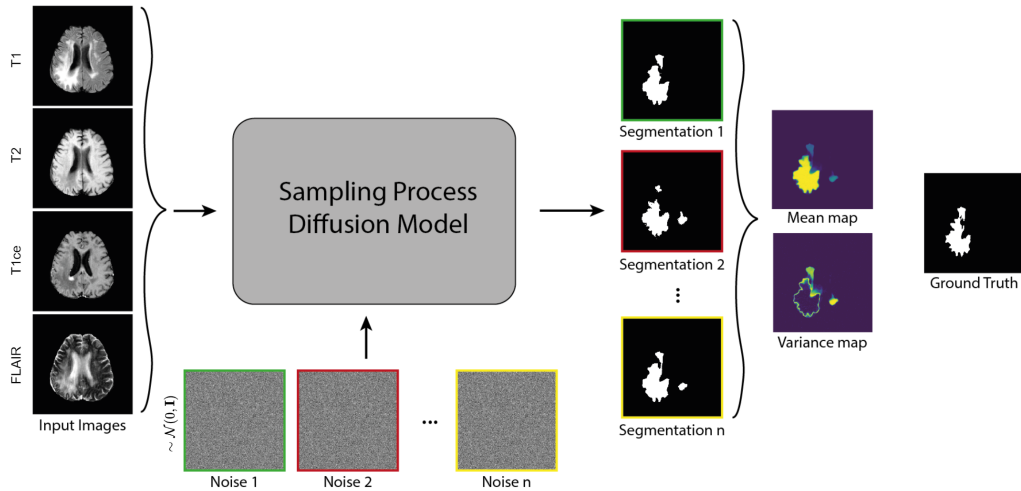 T1
T2
T1ce
FLAIR
Input Images
Sampling Process
Diffusion Model
∼ 𝒩(0, I)
Noise 1
Noise 2
...
Noise n
Segmentation 1
Segmentation 2
...
Segmentation n
Mean map
Variance map
Ground Truth